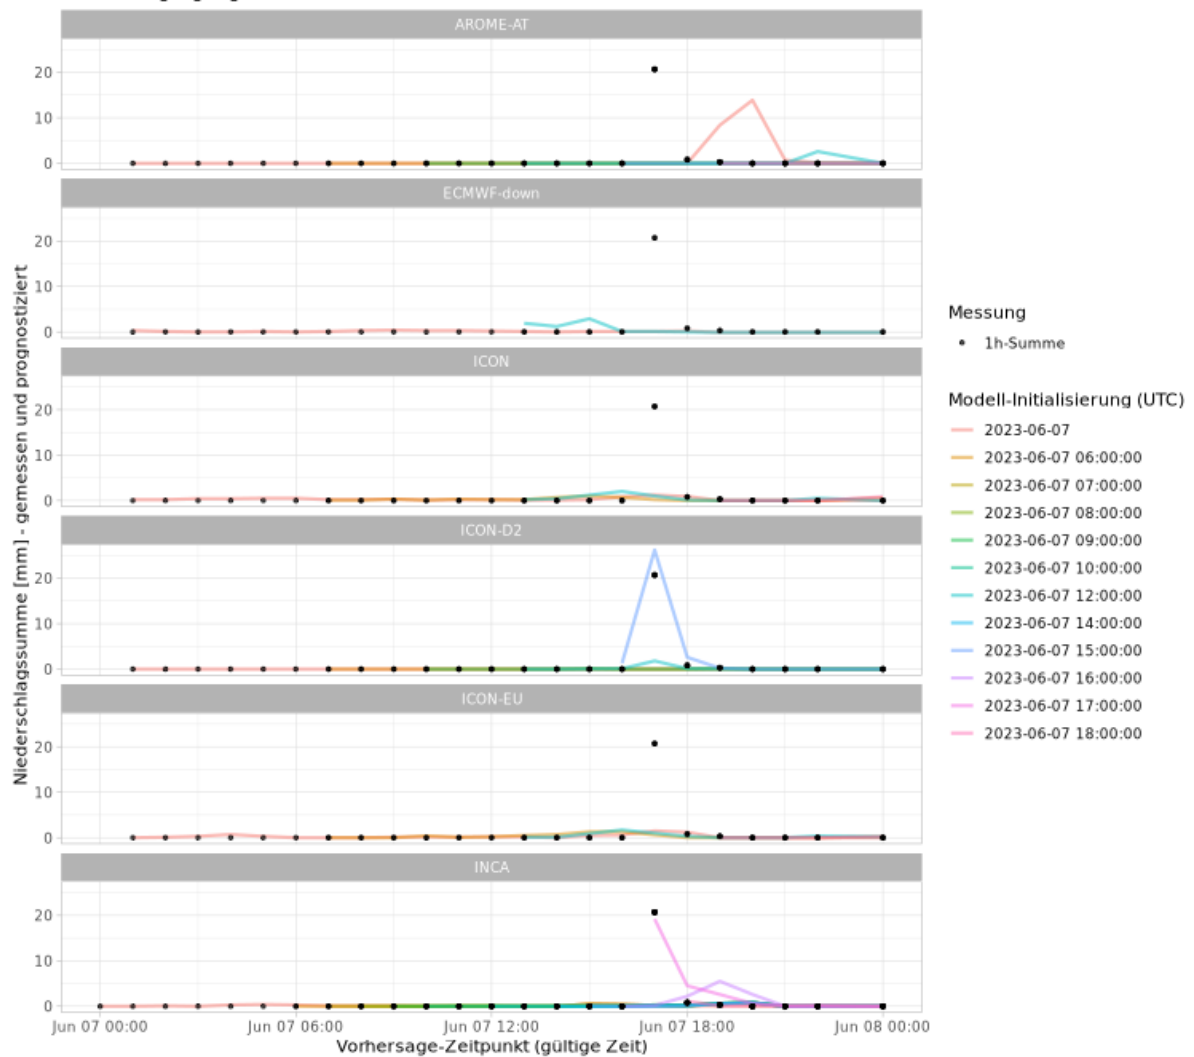 AROME-AT
20
10
0
ECMWF-down
20
10
0
ICON
20
10
0
ICON-D2
20
10
0
ICON-EU
20
10
0
INCA
20
10
0
Niederschlagssumme [mm] - gemessen und prognostiziert
Jun 07 00:00 Jun 07 06:00 Jun 07 12:00 Jun 07 18:00 Jun 08 00:00
Vorhersage-Zeitpunkt (gültige Zeit)
Messung
1h-Summe
Modell-Initialisierung (UTC)
2023-06-07
2023-06-07 06:00:00
2023-06-07 07:00:00
2023-06-07 08:00:00
2023-06-07 09:00:00
2023-06-07 10:00:00
2023-06-07 12:00:00
2023-06-07 14:00:00
2023-06-07 15:00:00
2023-06-07 16:00:00
2023-06-07 17:00:00
2023-06-07 18:00:00